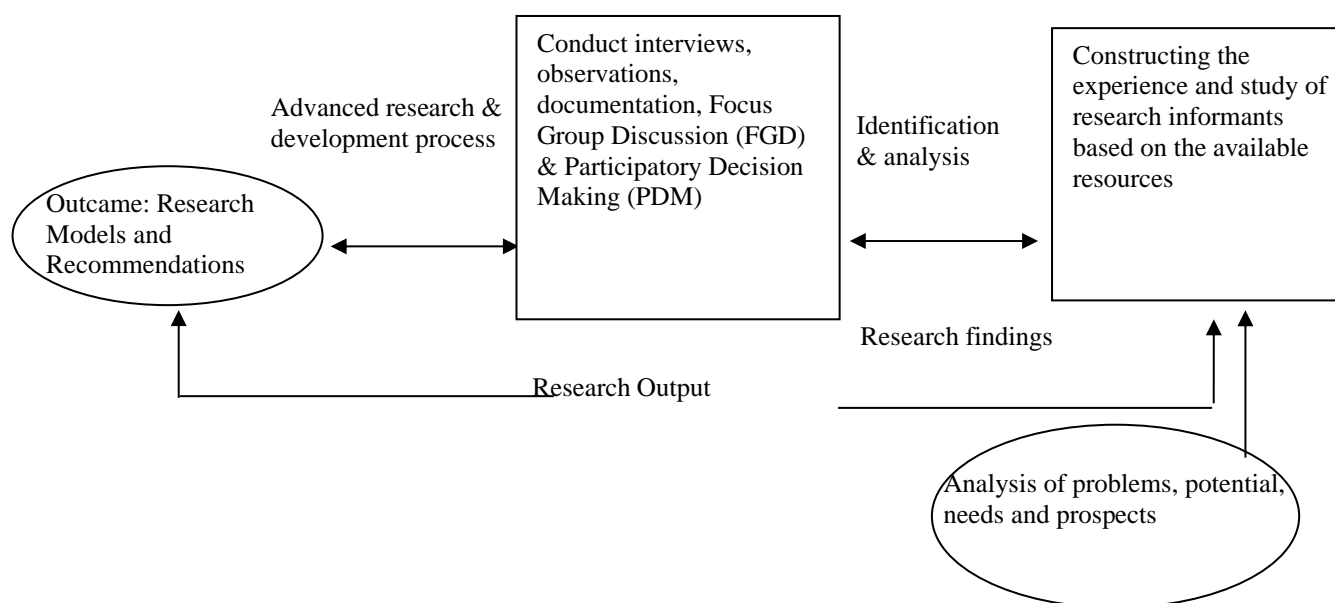 Advanced research &
development process
Outcame: Research
Models and
Recommendations
Conduct interviews,
observations,
documentation, Focus
Group Discussion (FGD)
& Participatory Decision
Making (PDM)
Identification
& analysis
Constructing the
experience and study of
research informants
based on the available
resources
Research findings
Research Output
Analysis of problems, potential,
needs and prospects